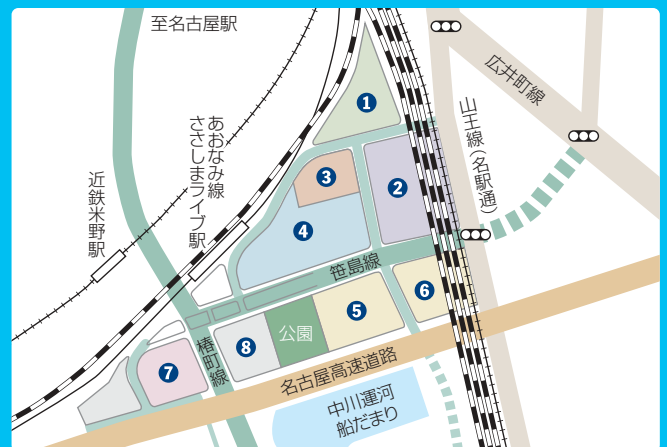 至名古屋駅
広井町線
山王線（名駅通）
あおなみ線
ささしまライブ駅
近鉄米野駅
1
3
2
4
笹島線
6
5
公園
8
7
椿町線
名古屋高速道路
中川運河
船だまり